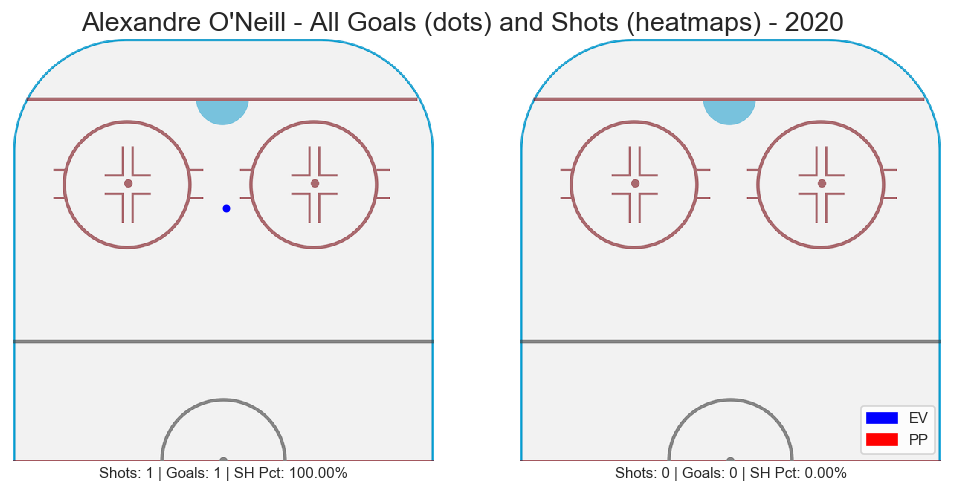 Alexandre O'Neill - All Goals (dots) and Shots (heatmaps) - 2020
EV
PP
Shots: 1 | Goals: 1 | SH Pct: 100.00%
Shots: 0 | Goals: 0 | SH Pct: 0.00%